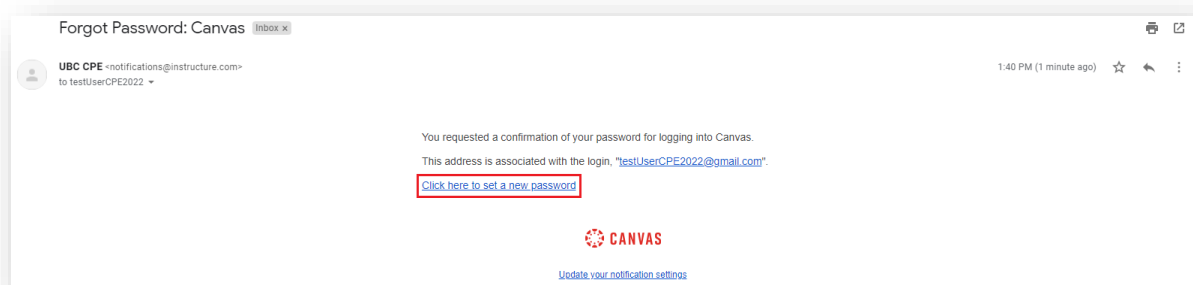 Forgot Password: Canvas Inbox x
UBC CPE <notifications@instructure.com> 1:40 PM (1 minute ago)
to testUserCPE2022
You requested a confirmation of your password for logging into Canvas.
This address is associated with the login, "testUserCPE2022@gmail.com".
Click here to set a new password
CANVAS
Update your notification settings